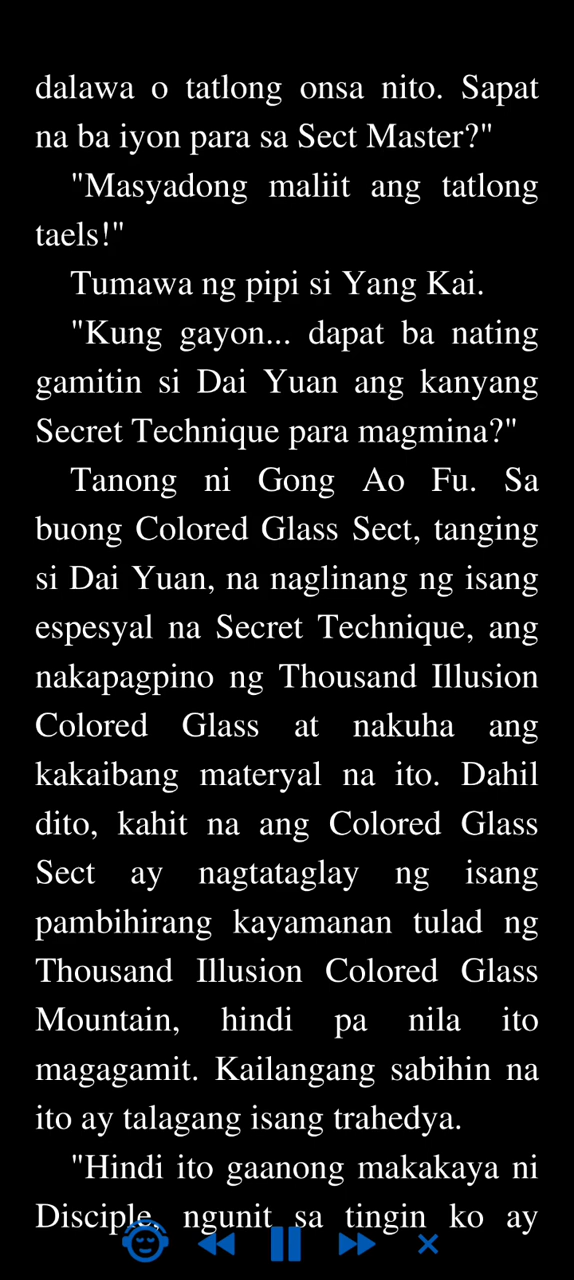 dalawa o tatlong onsa nito. Sapat
na ba iyon para sa Sect Master?"
"Masyadong maliit ang tatlong
taels!"
Tumawa ng pipi si Yang Kai.
"Kung gayon... dapat ba nating
gamitin si Dai Yuan ang kanyang
Secret Technique para magmina?"
Tanong ni Gong Ao Fu. Sa
buong Colored Glass Sect, tanging
si Dai Yuan, na naglinang ng isang
espesyal na Secret Technique, ang
nakapagpino ng Thousand Illusion
Colored Glass at nakuha ang
kakaibang materyal na ito. Dahil
dito, kahit na ang Colored Glass
Sect ay nagtataglay ng isang
pambihirang kayamanan tulad ng
Thousand Illusion Colored Glass
Mountain, hindi pa nila ito
magagamit. Kailangang sabihin na
ito ay talagang isang trahedya.
"Hindi ito gaanong makakaya ni
Disciple, ngunit sa tingin ko ay